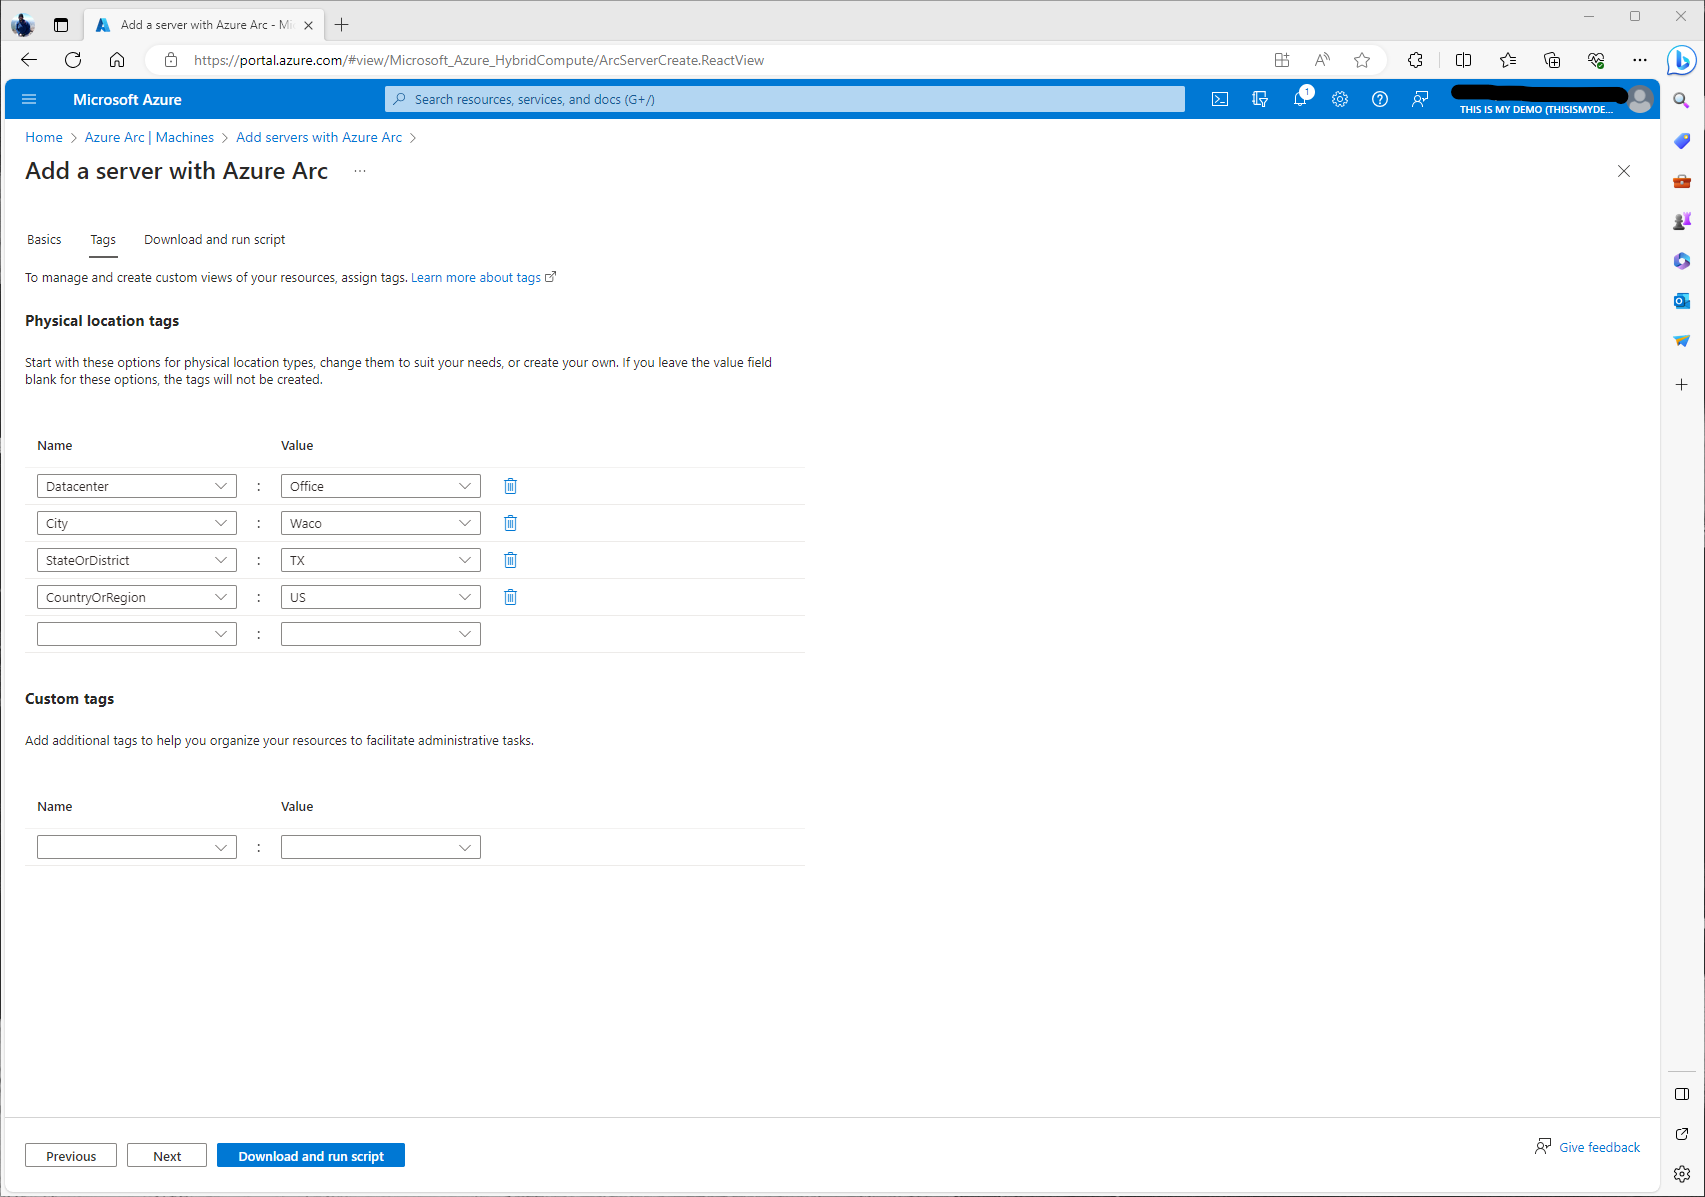 Add a server with Azure Arc - Mi
https://portal.azure.com/#view/Microsoft_Azure_HybridCompute/ArcServerCreate.ReactView
Microsoft Azure
Search resources, services, and docs (G+/)
1
THIS IS MY DEMO (THISISMYDE...
Home > Azure Arc | Machines > Add servers with Azure Arc >
Add a server with Azure Arc ...
Basics Tags Download and run script
To manage and create custom views of your resources, assign tags. Learn more about tags
Physical location tags
Start with these options for physical location types, change them to suit your needs, or create your own. If you leave the value field
blank for these options, the tags will not be created.
Name Value
Datacenter : Office
City : Waco
StateOrDistrict : TX
CountryOrRegion : US
:
Custom tags
Add additional tags to help you organize your resources to facilitate administrative tasks.
Name Value
:
Previous Next Download and run script
Give feedback